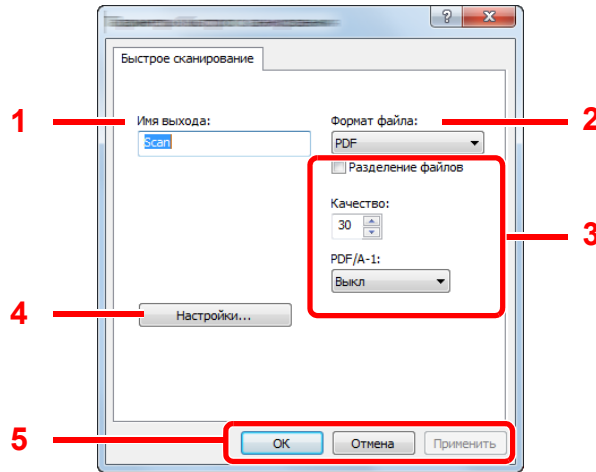 Быстрое сканирование
1 Имя выхода: Формат файла: 2
Scan PDF
Разделение файлов
Качество:
30 3
PDF/A-1:
Выкл
4 Настройки...
5 OK Отмена Применить